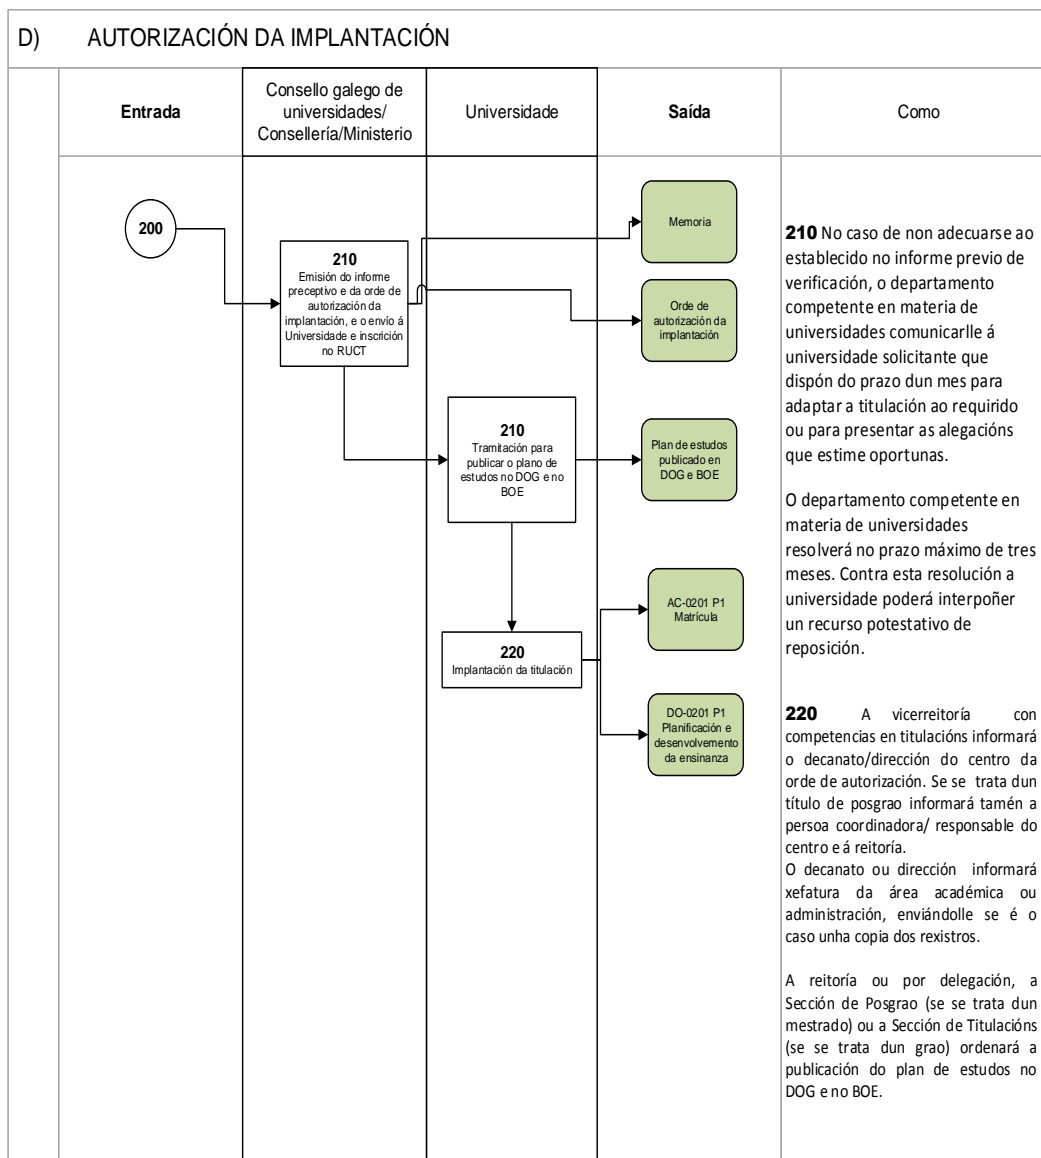 D) AUTORIZACIÓN DA IMPLANTACIÓN
Entrada
Consello galego de
universidades/
Consellería/Ministerio
Universidade
Saída
Como
200
210
Emisión do informe
preceptivo e da orde de
autorización da
implantación, e o envío á
Universidade e inscrición
no RUCT
Memoria
Orde de
autorización da
implantación
210
Tramitación para
publicar o plano de
estudos no DOG e no
BOE
Plan de estudos
publicado en
DOG e BOE
220
Implantación da titulación
AC-0201 P1
Matrícula
DO-0201 P1
Planificación e
desenvolvemento
da ensinanza
210 No caso de non adecuarse ao
establecido no informe previo de
verificación, o departamento
competente en materia de
universidades comunicarlle á
universidade solicitante que
dispón do prazo dun mes para
adaptar a titulación ao requirido
ou para presentar as alegacións
que estime oportunas.
O departamento competente en
materia de universidades
resolverá no prazo máximo de tres
meses. Contra esta resolución a
universidade poderá interpoñer
un recurso potestativo de
reposición.
220 A vicerreitoría con
competencias en titulacións informará
o decanato/dirección do centro da
orde de autorización. Se se trata dun
título de posgrao informará tamén a
persoa coordinadora/ responsable do
centro e á reitoría.
O decanato ou dirección informará
xefatura da área académica ou
administración, enviándolle se é o
caso unha copia dos rexistros.
A reitoría ou por delegación, a
Sección de Posgrao (se se trata dun
mestrado) ou a Sección de Titulacións
(se se trata dun grao) ordenará a
publicación do plan de estudos no
DOG e no BOE.